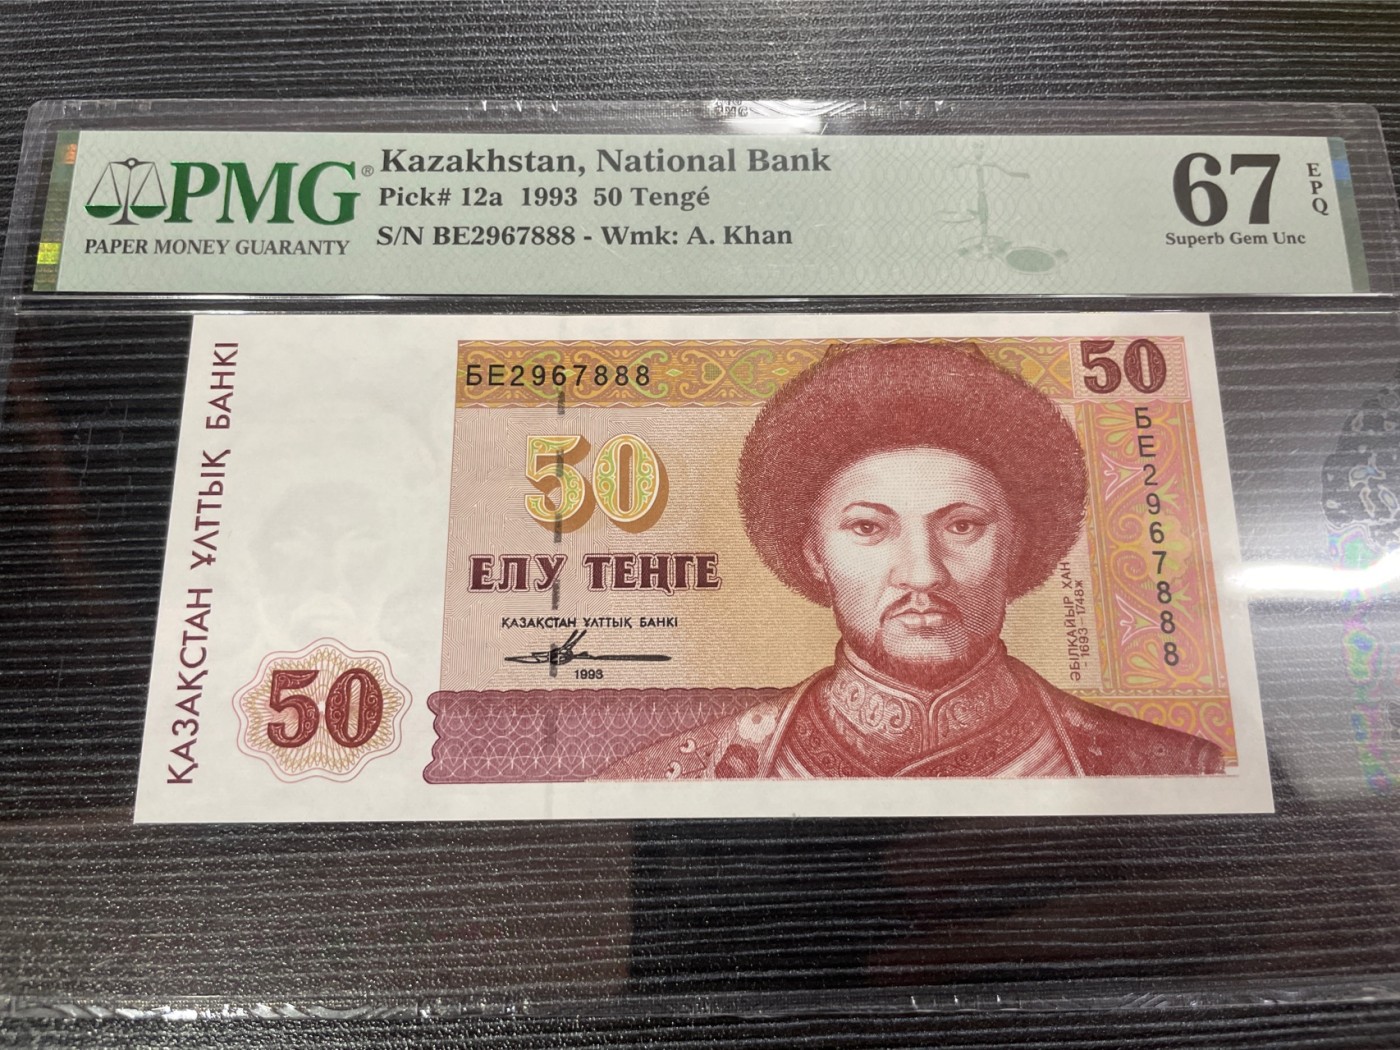 PMG®
PAPER MONEY GUARANTY
Kazakhstan, National Bank
Pick# 12a 1993 50 Tengé
S/N BE2967888 - Wmk: A. Khan
67
EPQ
Superb Gem Unc
ҚАЗАҚСТАН ҰЛТТЫҚ БАНКІ
БЕ2967888
50
50
ЕЛУ ТЕҢГЕ
ҚАЗАҚСТАН ҰЛТТЫҚ БАНКІ
1993
50
БЕ2967888
ӘБІЛҚАЙЫР ХАН
- 1693-1748ж